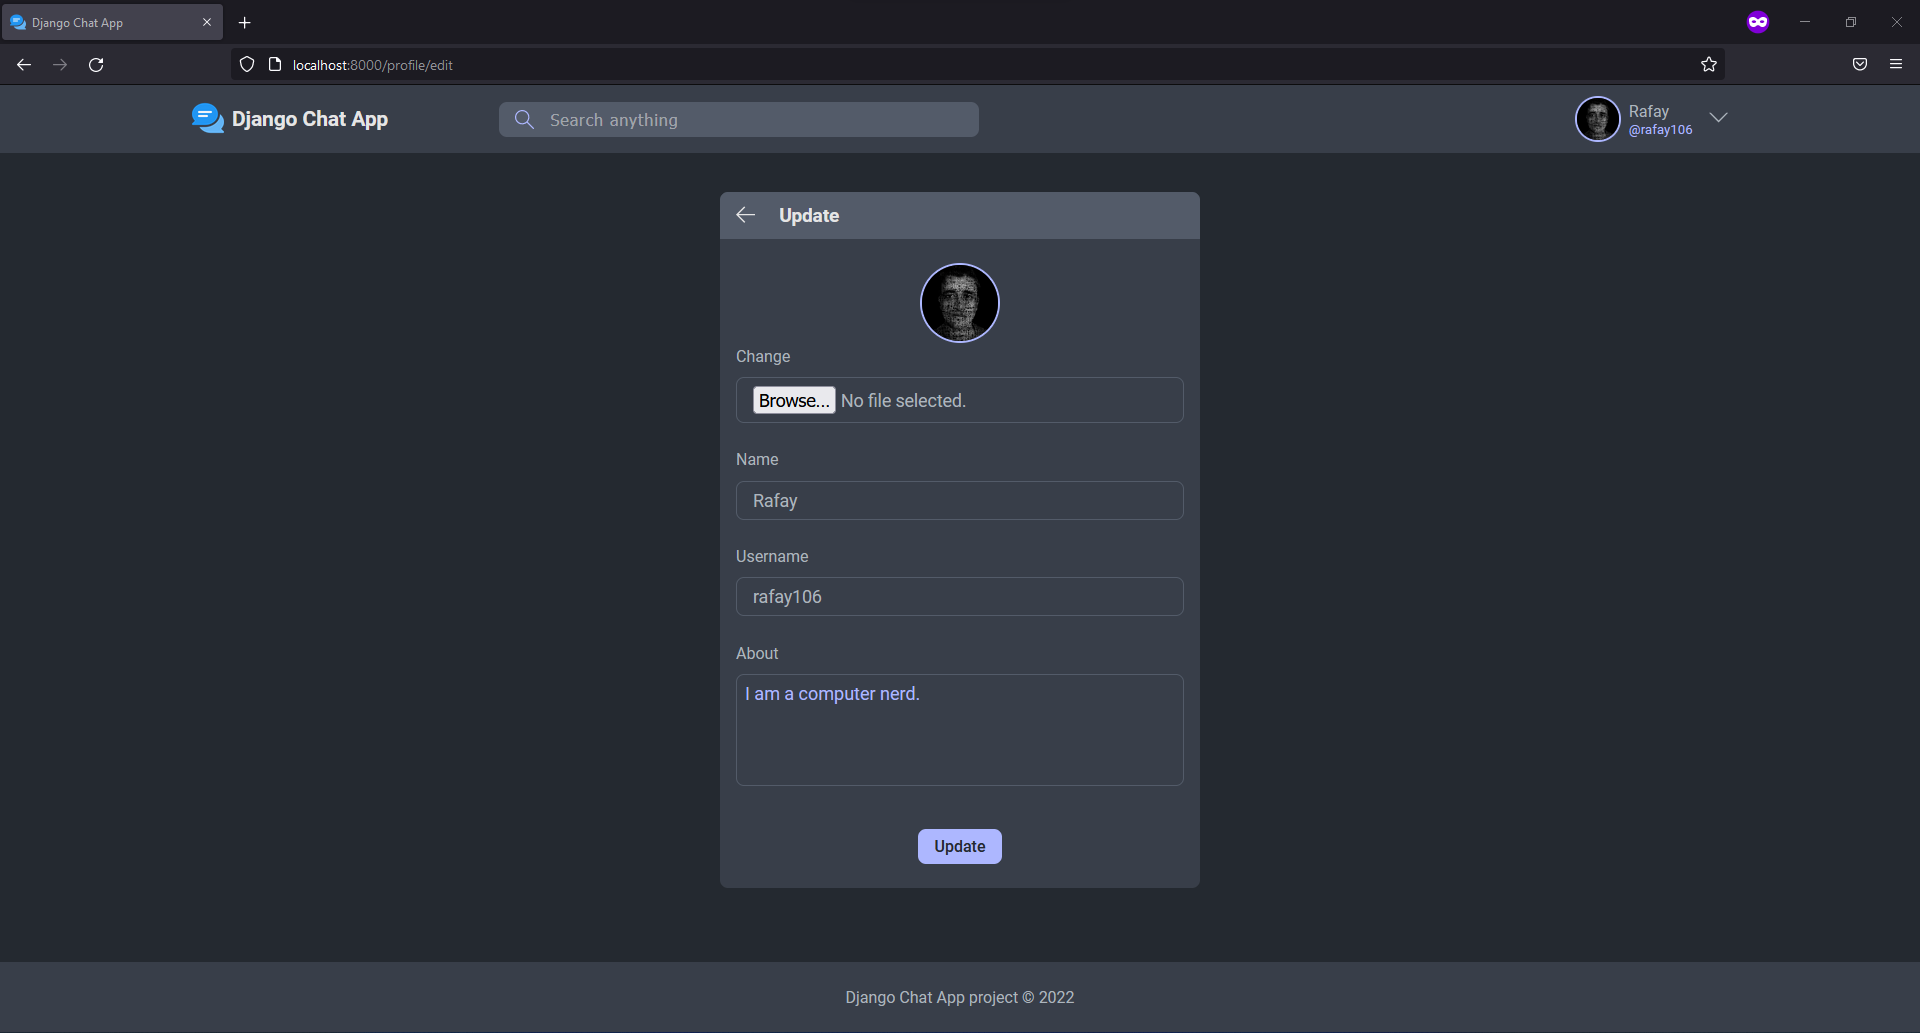 Django Chat App
localhost:8000/profile/edit
Django Chat App
Search anything
Rafay
@rafay106
Update
Change
Browse... No file selected.
Name
Rafay
Username
rafay106
About
I am a computer nerd.
Update
Django Chat App project © 2022